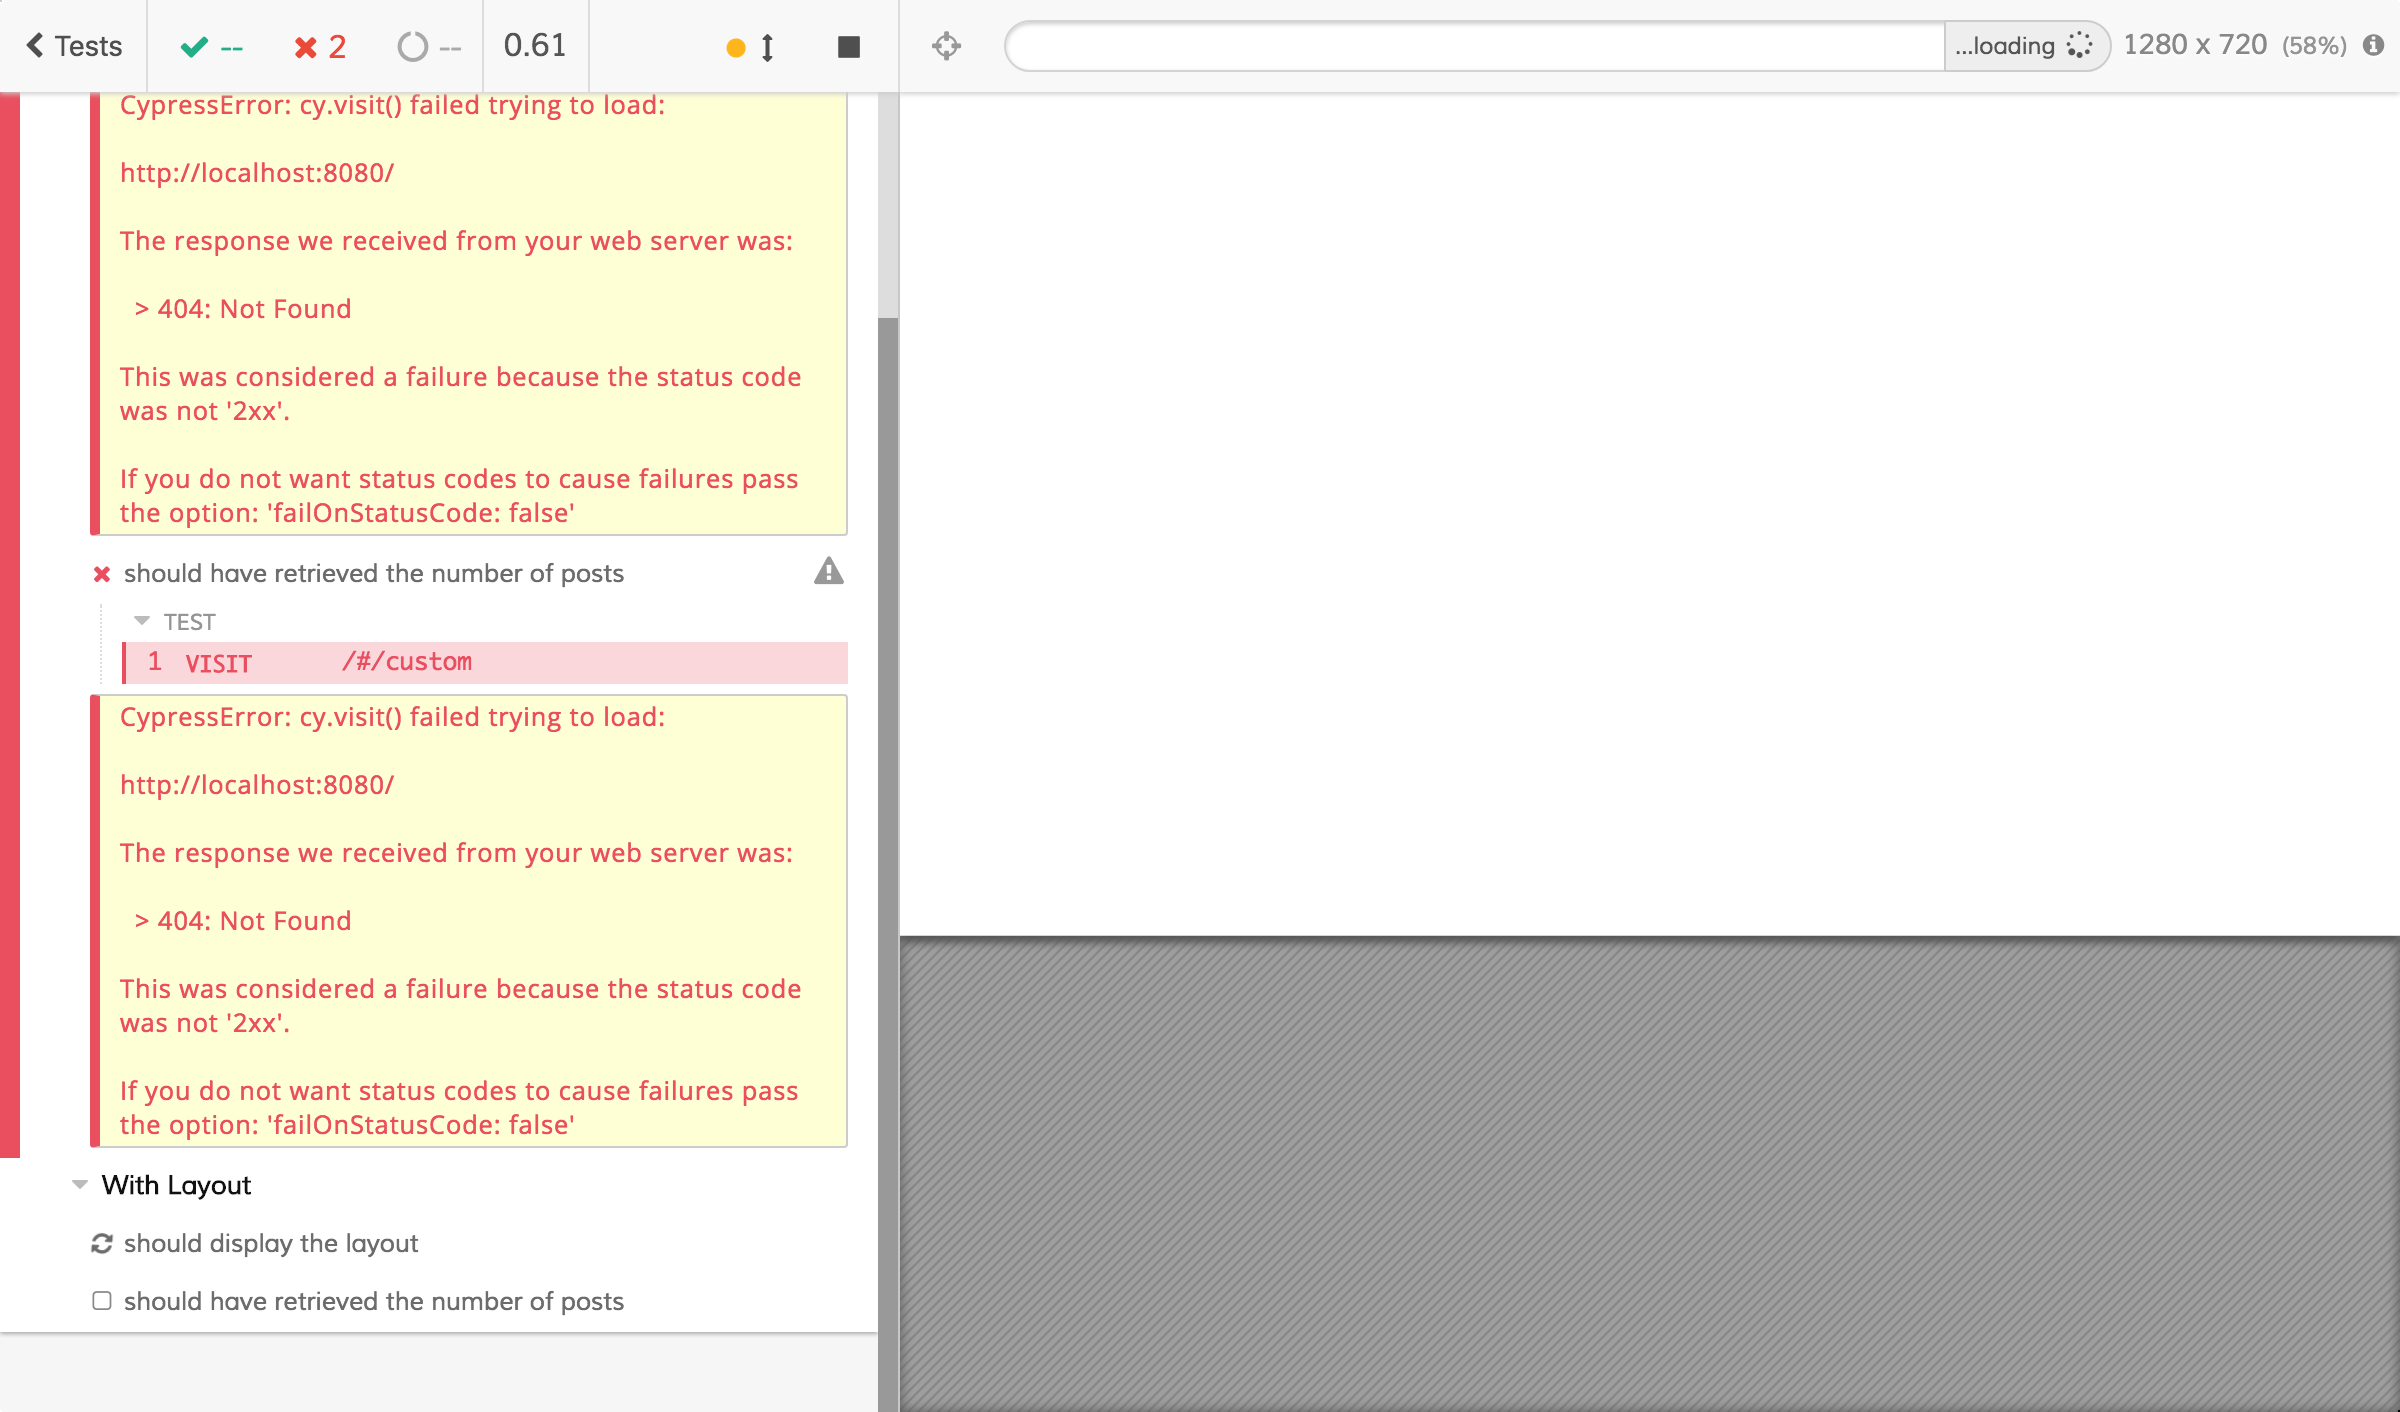 Tests
--
2
--
0.61
...loading
1280 x 720 (58%)
CypressError: cy.visit() failed trying to load:
http://localhost:8080/
The response we received from your web server was:
> 404: Not Found
This was considered a failure because the status code
was not '2xx'.
If you do not want status codes to cause failures pass
the option: 'failOnStatusCode: false'
should have retrieved the number of posts
TEST
1 VISIT /#/custom
CypressError: cy.visit() failed trying to load:
http://localhost:8080/
The response we received from your web server was:
> 404: Not Found
This was considered a failure because the status code
was not '2xx'.
If you do not want status codes to cause failures pass
the option: 'failOnStatusCode: false'
With Layout
should display the layout
should have retrieved the number of posts